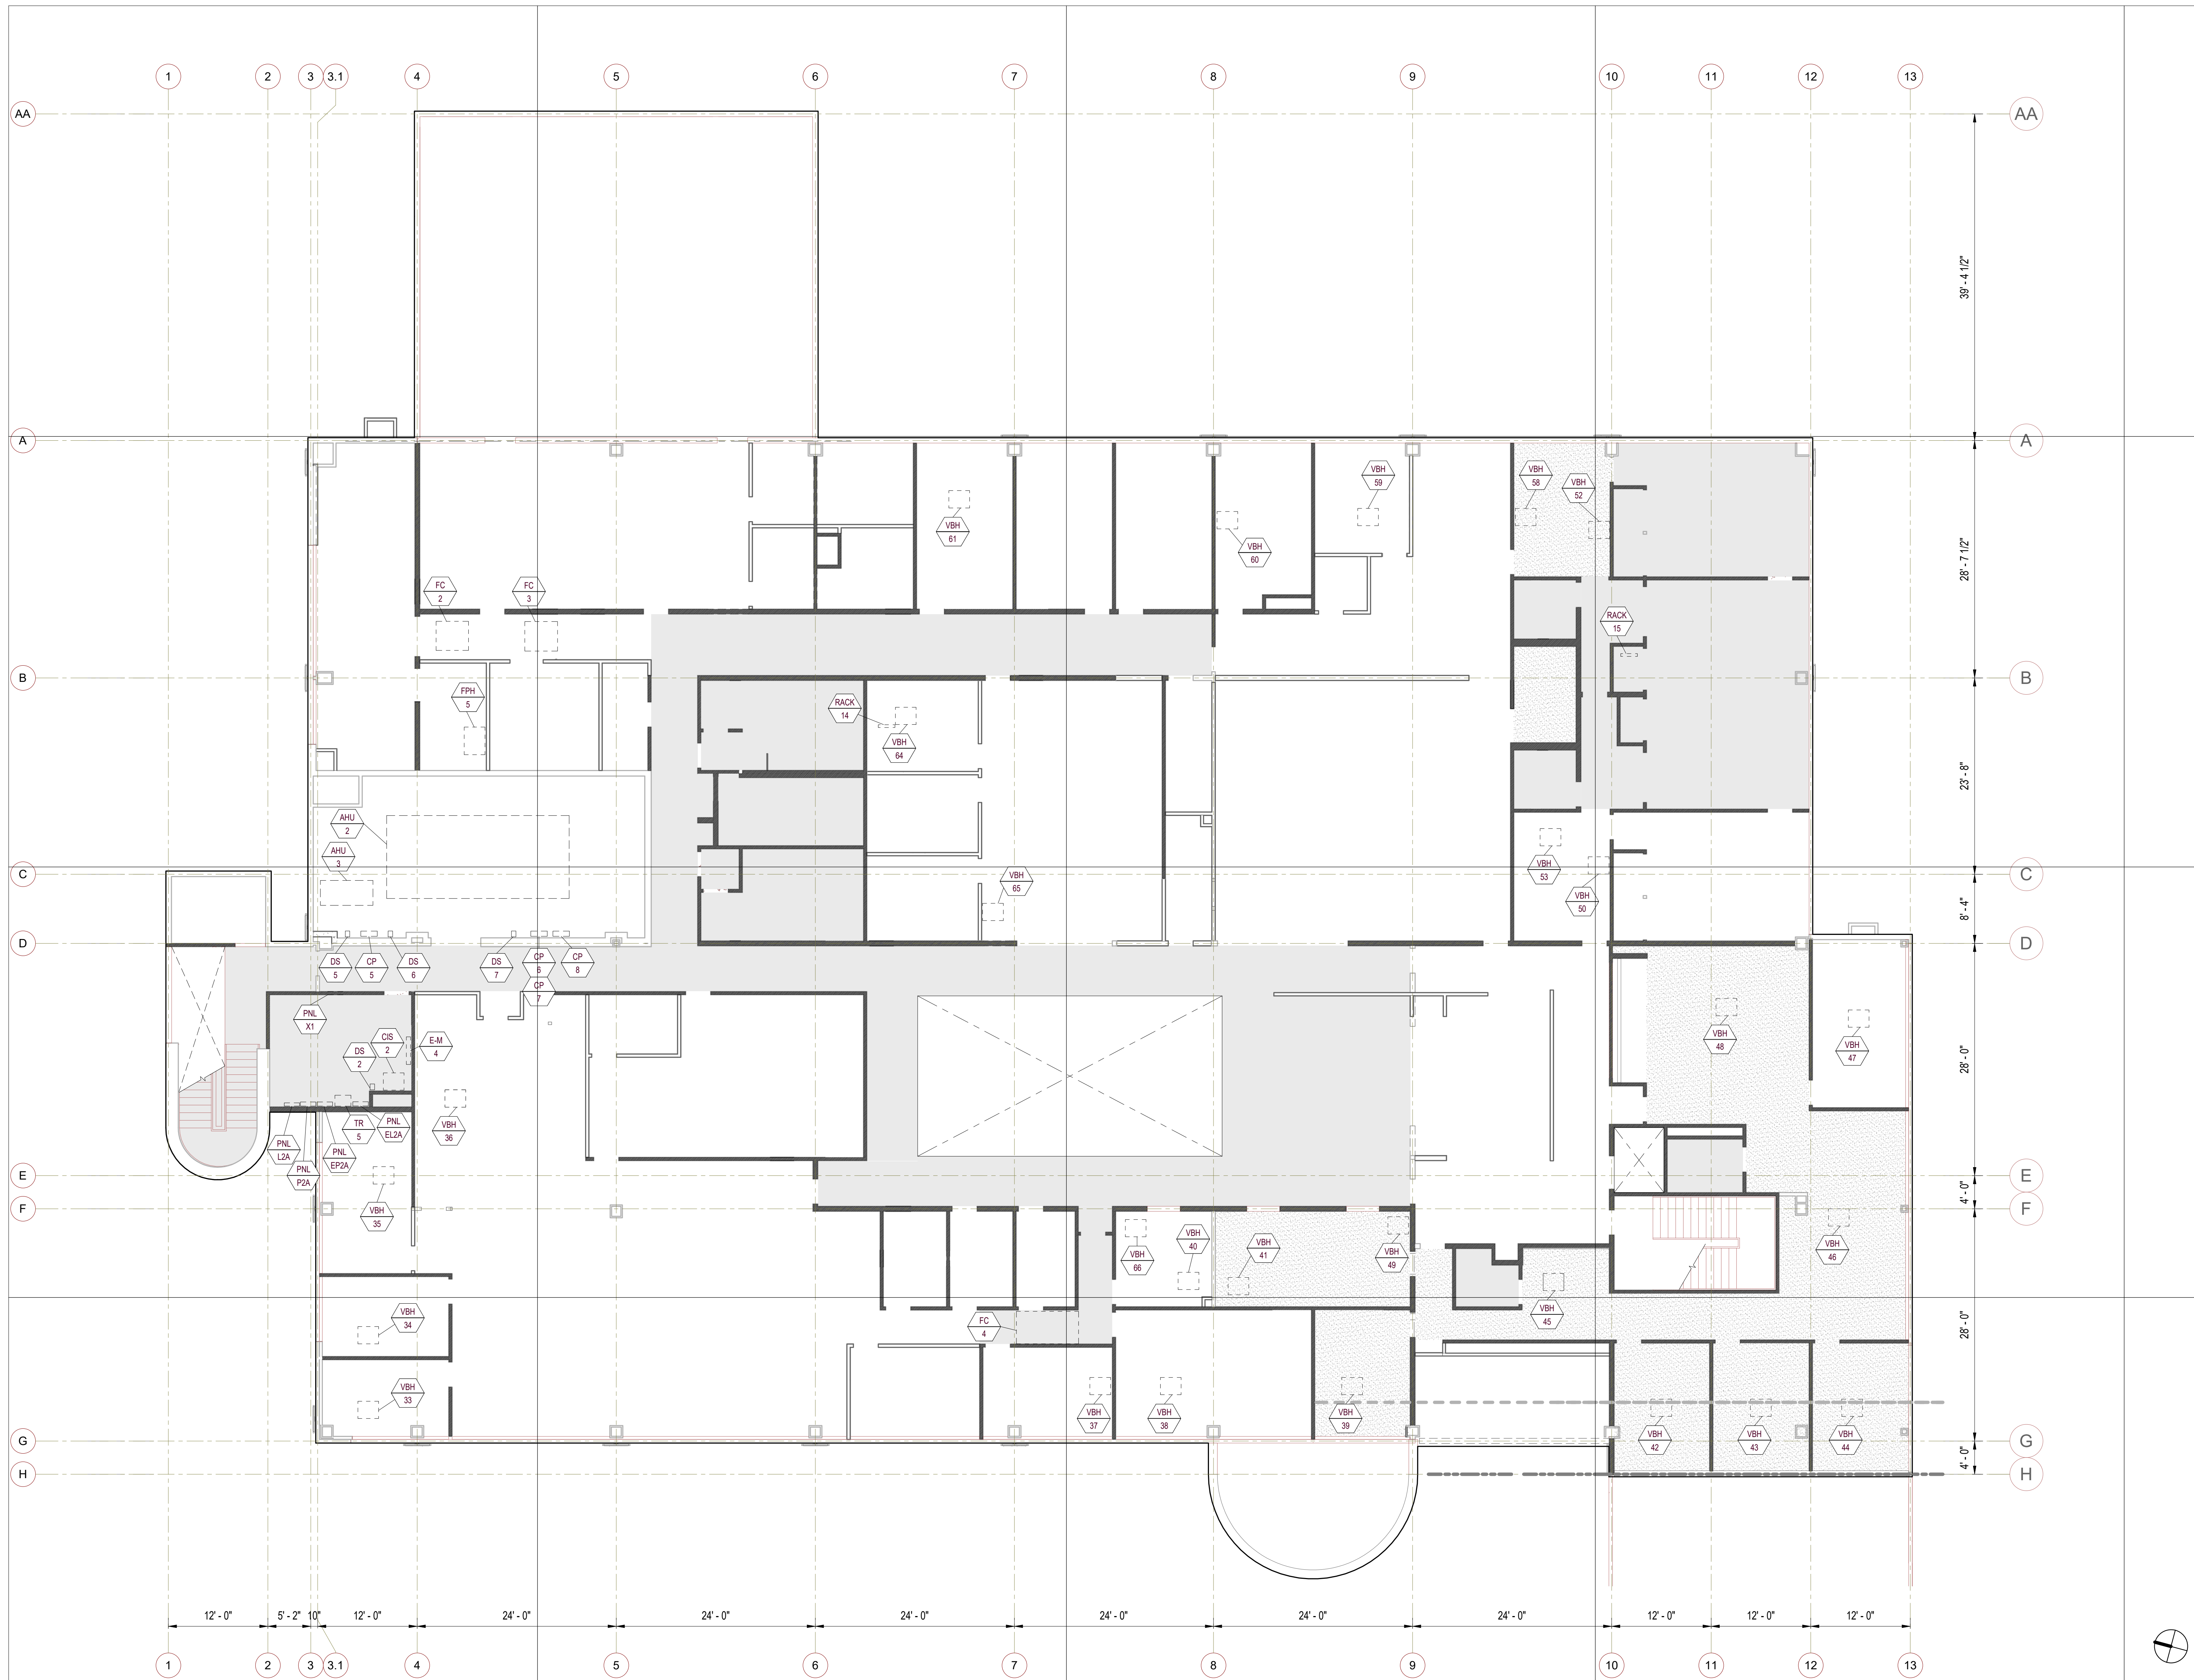 1 2 3 3.1 4 5 6 7 8 9 10 11 12 13
AA AA
39' - 4 1/2"
A A
VBH
59
VBH
58
VBH
52
VBH
61
VBH
60
28' - 7 1/2"
FC
2
FC
3
RACK
15
B B
FPH
5
RACK
14
VBH
64
23' - 8"
AHU
2
AHU
3
VBH
53
C C
VBH
65
VBH
50
8' - 4"
D D
DS
5
CP
5
DS
6
DS
7
CP
6
CP
8
CP
7
PNL
X1
CIS
2
E-M
4
DS
2
VBH
48
VBH
47
28' - 0"
PNL
L2A
PNL
P2A
PNL
EP2A
TR
5
PNL
EL2A
VBH
36
E E
4' - 0"
VBH
35
F F
VBH
66
VBH
40
VBH
41
VBH
49
VBH
46
VBH
34
FC
4
VBH
45
28' - 0"
VBH
33
VBH
37
VBH
38
VBH
39
VBH
42
VBH
43
VBH
44
G G
4' - 0"
H H
12' - 0" 5' - 2" 10" 12' - 0" 24' - 0" 24' - 0" 24' - 0" 24' - 0" 24' - 0" 24' - 0" 12' - 0" 12' - 0" 12' - 0"
1 2 3 3.1 4 5 6 7 8 9 10 11 12 13